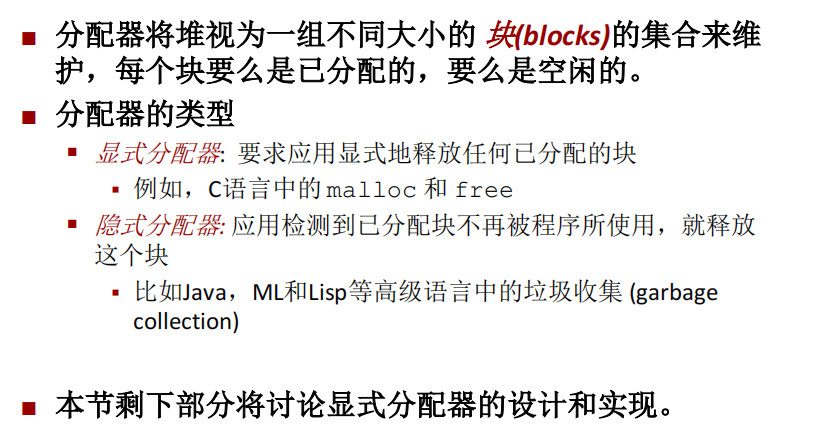 分配器将堆视为一组不同大小的 块(blocks)的集合来维
护，每个块要么是已分配的，要么是空闲的。
分配器的类型
显式分配器: 要求应用显式地释放任何已分配的块
例如，C语言中的 malloc 和 free
隐式分配器: 应用检测到已分配块不再被程序所使用，就释放
这个块
比如Java，ML和Lisp等高级语言中的垃圾收集 (garbage
collection)
本节剩下部分将讨论显式分配器的设计和实现。